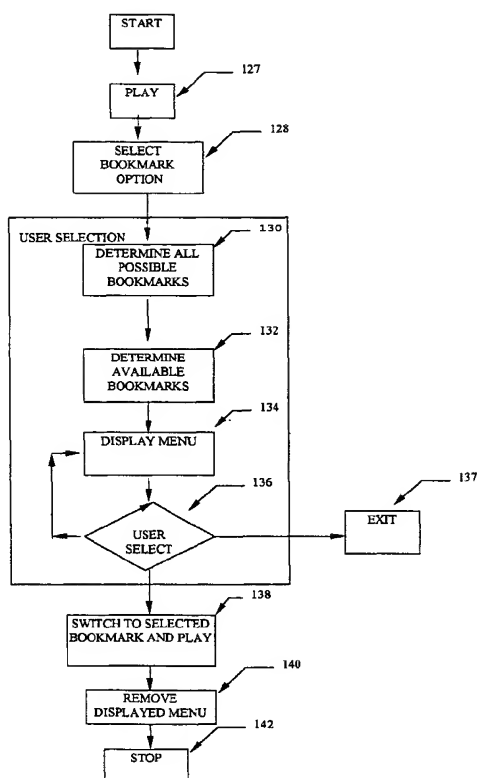 START
127
PLAY
128
SELECT
BOOKMARK
OPTION
USER SELECTION
130
DETERMINE ALL
POSSIBLE
BOOKMARKS
132
DETERMINE
AVAILABLE
BOOKMARKS
134
DISPLAY MENU
136
USER
SELECT
137
EXIT
138
SWITCH TO SELECTED
BOOKMARK AND PLAY
140
REMOVE
DISPLAYED MENU
142
STOP